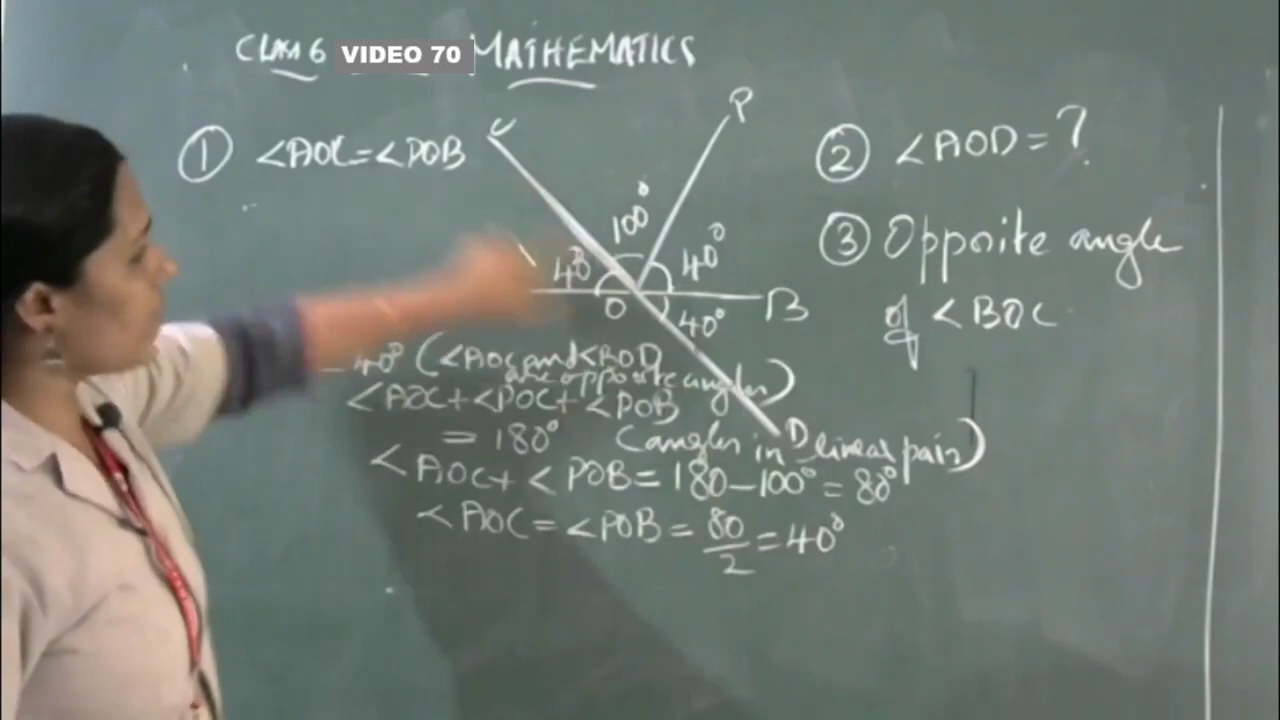 CLASS 6 VIDEO 70 MATHEMATICS
① ∠AOC=∠POB
C
P
100°
40°
40°
O
B
40°
D
② ∠AOD = ?
③ Opposite angle
of ∠BOC
40° (∠AOC and ∠BOD
are opposite angles)
∠AOC+∠POC+∠POB
= 180° (angles in linear pair)
∠AOC+∠POB=180-100°=80°
∠AOC=∠POB=80/2=40°